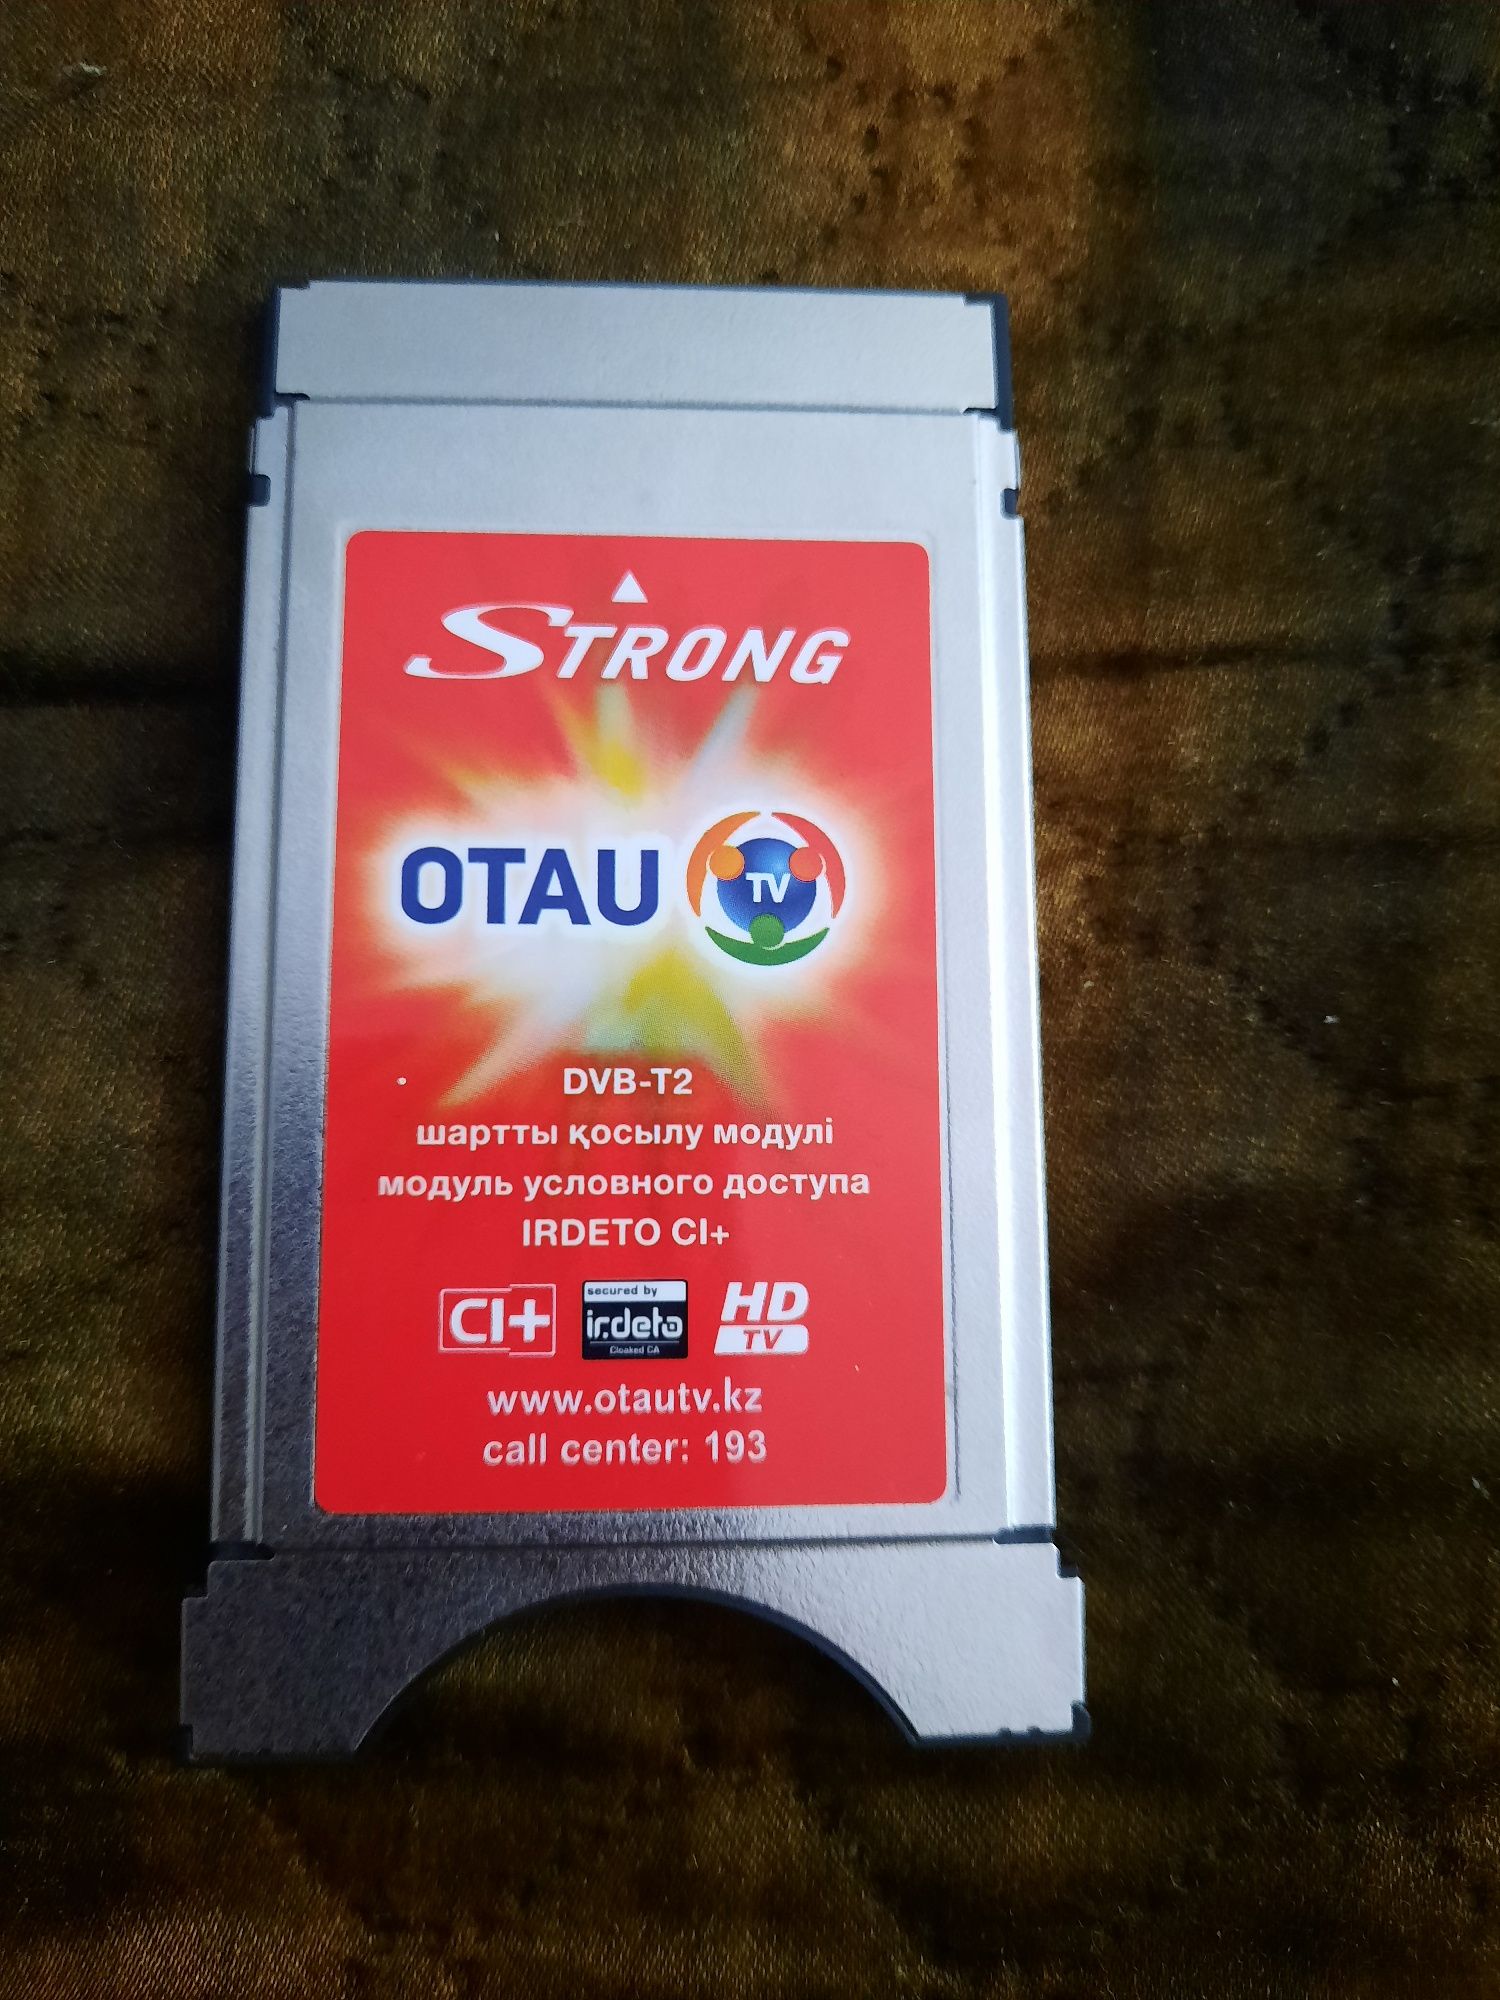 STRONG
OTAU TV
DVB-T2
шартты қосылу модулі
модуль условного доступа
IRDETO CI+
CI+
secured by
irdeto
Cloaked CA
HD
TV
www.otautv.kz
call center: 193